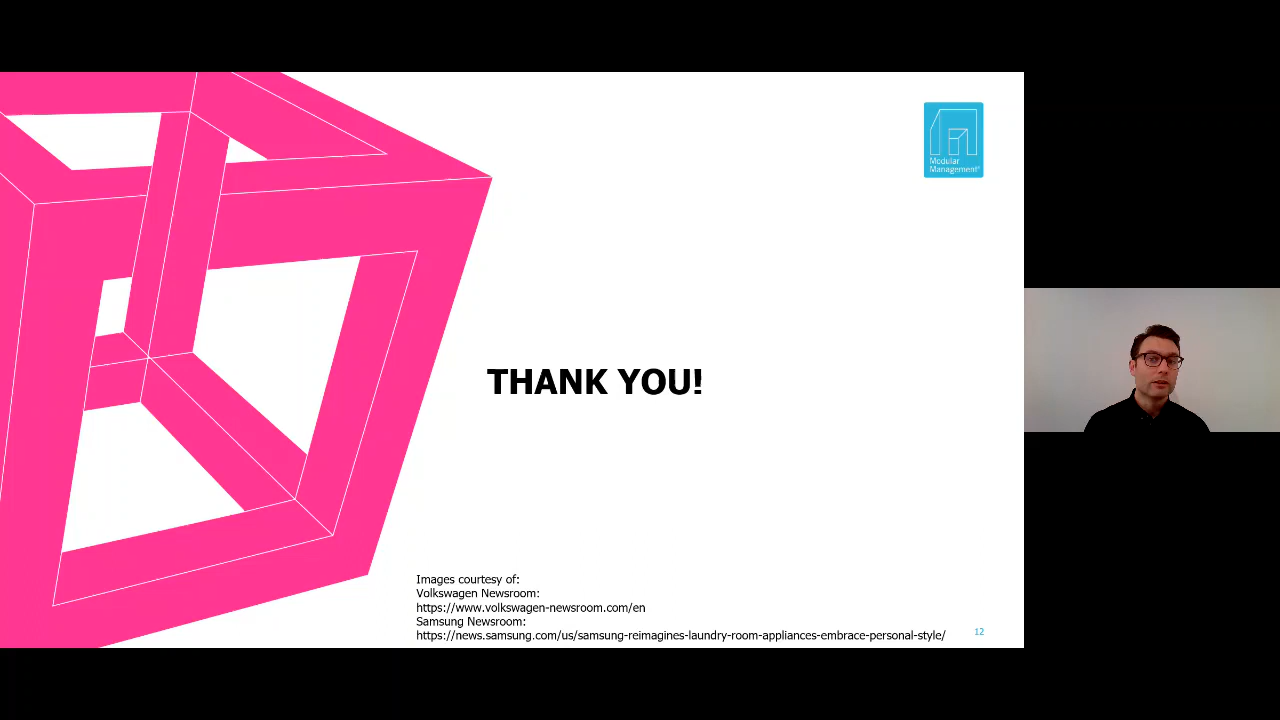 Modular
Management®
THANK YOU!
Images courtesy of:
Volkswagen Newsroom:
https://www.volkswagen-newsroom.com/en
Samsung Newsroom:
https://news.samsung.com/us/samsung-reimagines-laundry-room-appliances-embrace-personal-style/
12